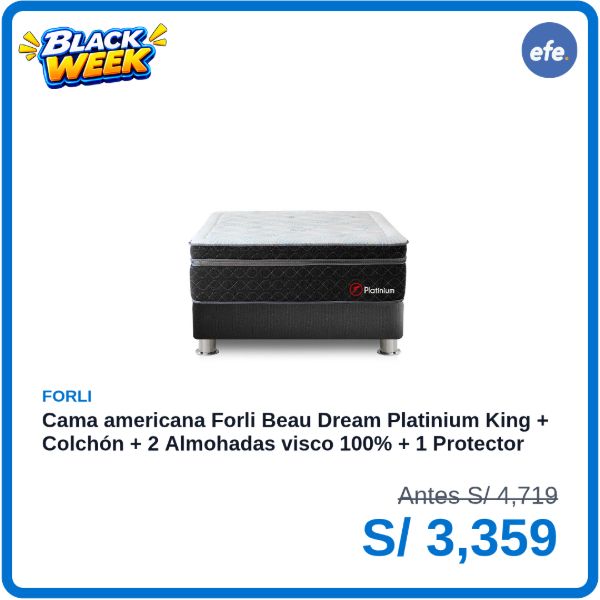 BLACK
WEEK
efe.
Platinium
FORLI
Cama americana Forli Beau Dream Platinium King +
Colchón + 2 Almohadas visco 100% + 1 Protector
Antes S/ 4,719
S/ 3,359